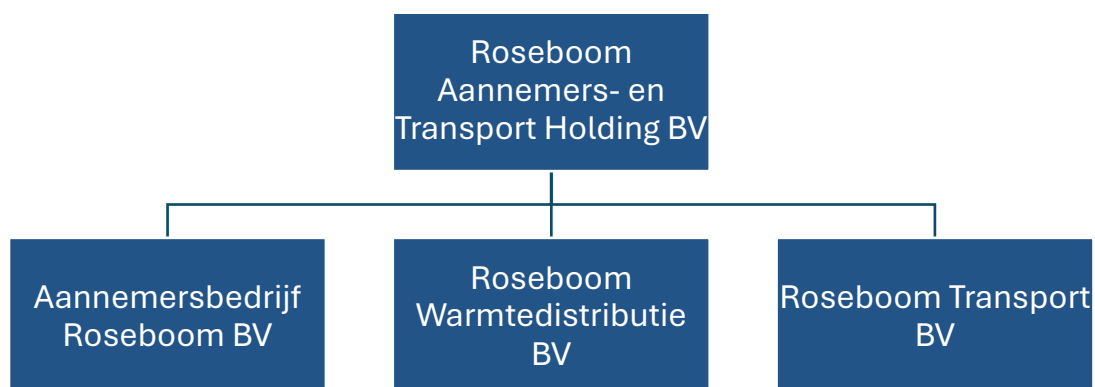 Roseboom
Aannemers- en
Transport Holding BV
Aannemersbedrijf
Roseboom BV
Roseboom
Warmtedistributie
BV
Roseboom Transport
BV